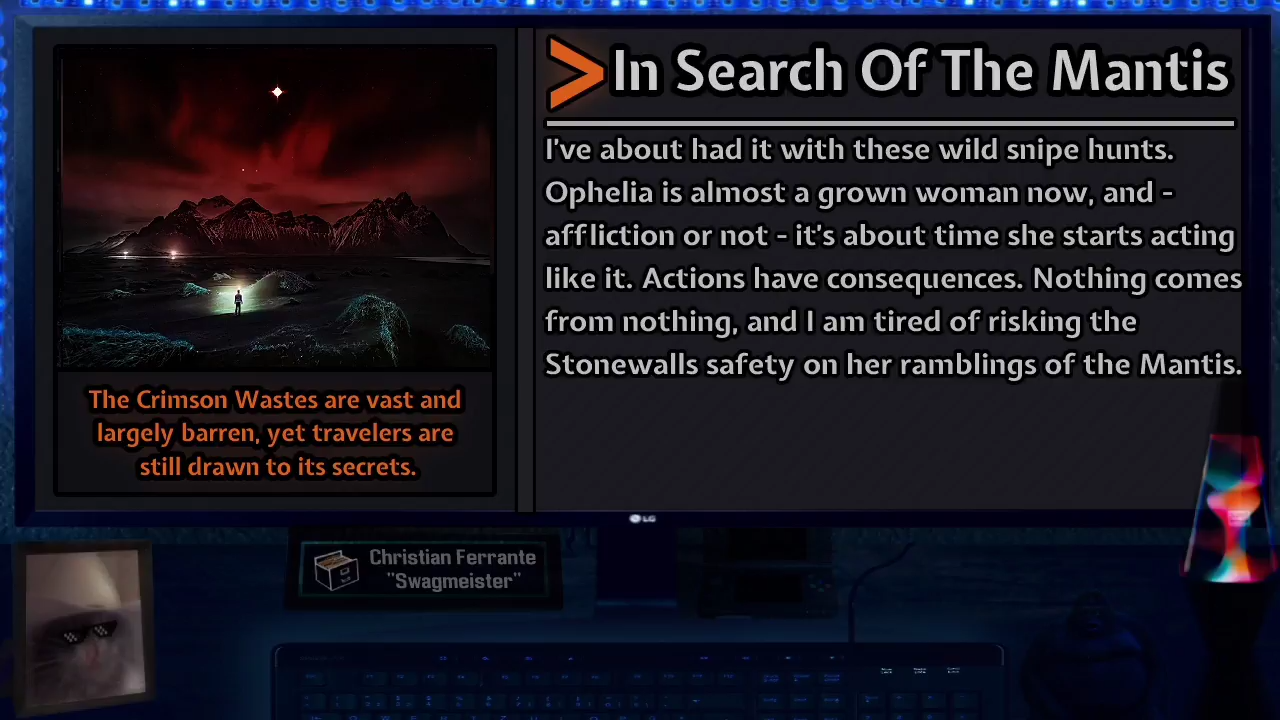 >In Search Of The Mantis
I've about had it with these wild snipe hunts.
Ophelia is almost a grown woman now, and -
affliction or not - it's about time she starts acting
like it. Actions have consequences. Nothing comes
from nothing, and I am tired of risking the
Stonewalls safety on her ramblings of the Mantis.
The Crimson Wastes are vast and
largely barren, yet travelers are
still drawn to its secrets.
LG
Christian Ferrante
"Swagmeister"